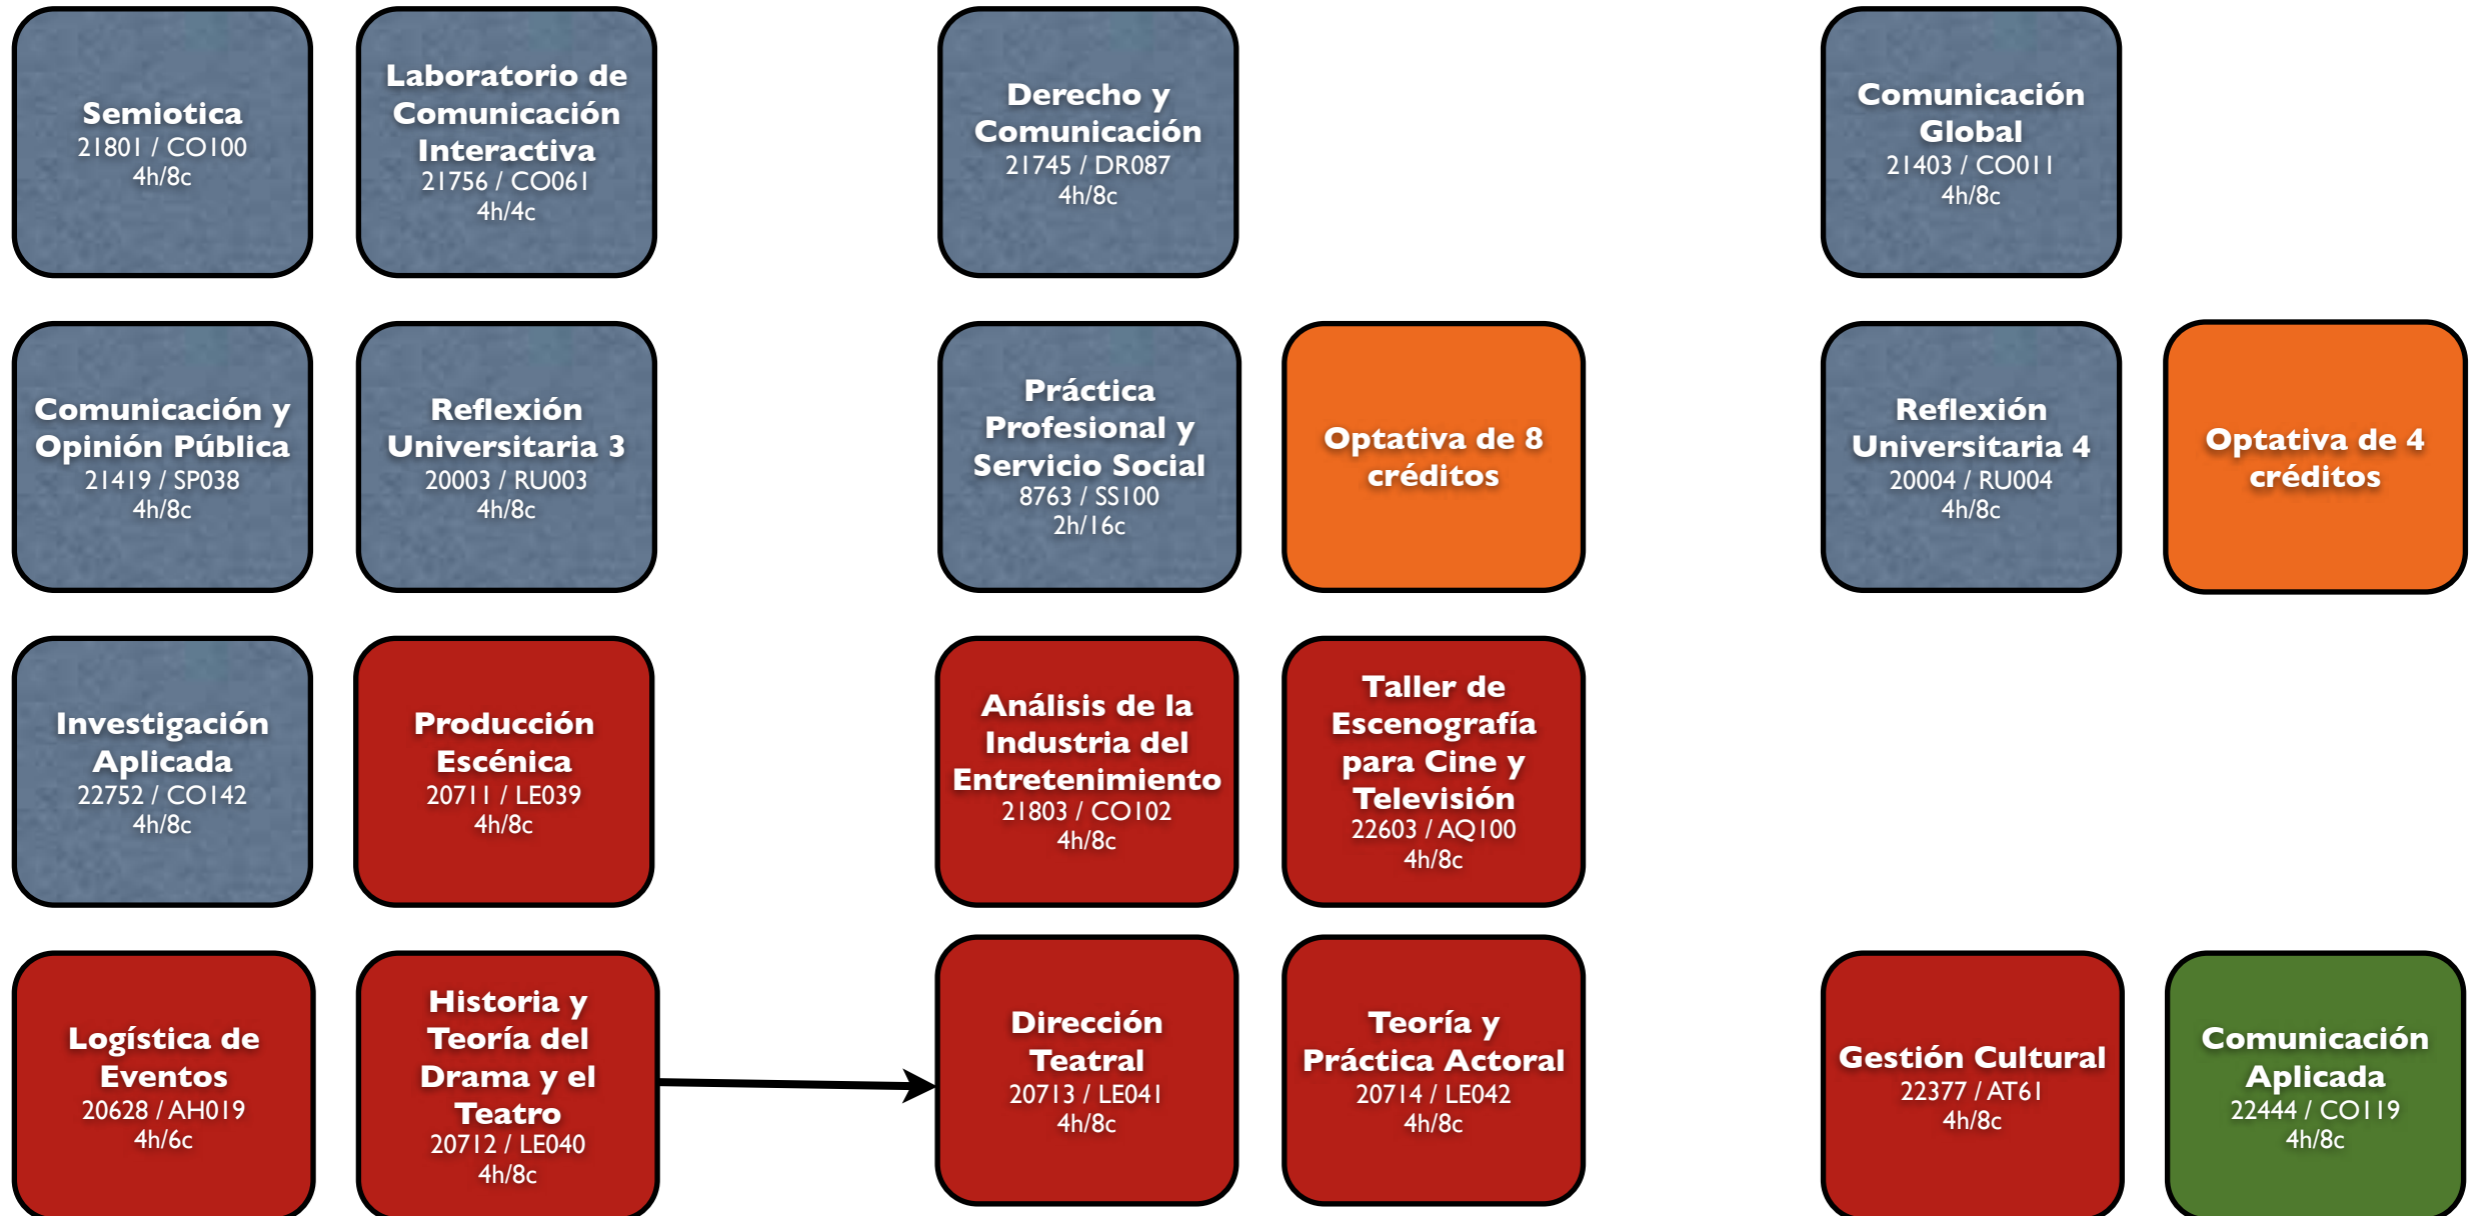 Semiotica
21801 / CO100
4h/8c
Laboratorio de
Comunicación
Interactiva
21756 / CO061
4h/4c
Derecho y
Comunicación
21745 / DR087
4h/8c
Comunicación
Global
21403 / CO011
4h/8c
Comunicación y
Opinión Pública
21419 / SP038
4h/8c
Reflexión
Universitaria 3
20003 / RU003
4h/8c
Práctica
Profesional y
Servicio Social
8763 / SS100
2h/16c
Optativa de 8
créditos
Reflexión
Universitaria 4
20004 / RU004
4h/8c
Optativa de 4
créditos
Investigación
Aplicada
22752 / CO142
4h/8c
Producción
Escénica
20711 / LE039
4h/8c
Análisis de la
Industria del
Entretenimiento
21803 / CO102
4h/8c
Taller de
Escenografía
para Cine y
Televisión
22603 / AQ100
4h/8c
Logística de
Eventos
20628 / AH019
4h/6c
Historia y
Teoría del
Drama y el
Teatro
20712 / LE040
4h/8c
Dirección
Teatral
20713 / LE041
4h/8c
Teoría y
Práctica Actoral
20714 / LE042
4h/8c
Gestión Cultural
22377 / AT61
4h/8c
Comunicación
Aplicada
22444 / CO119
4h/8c